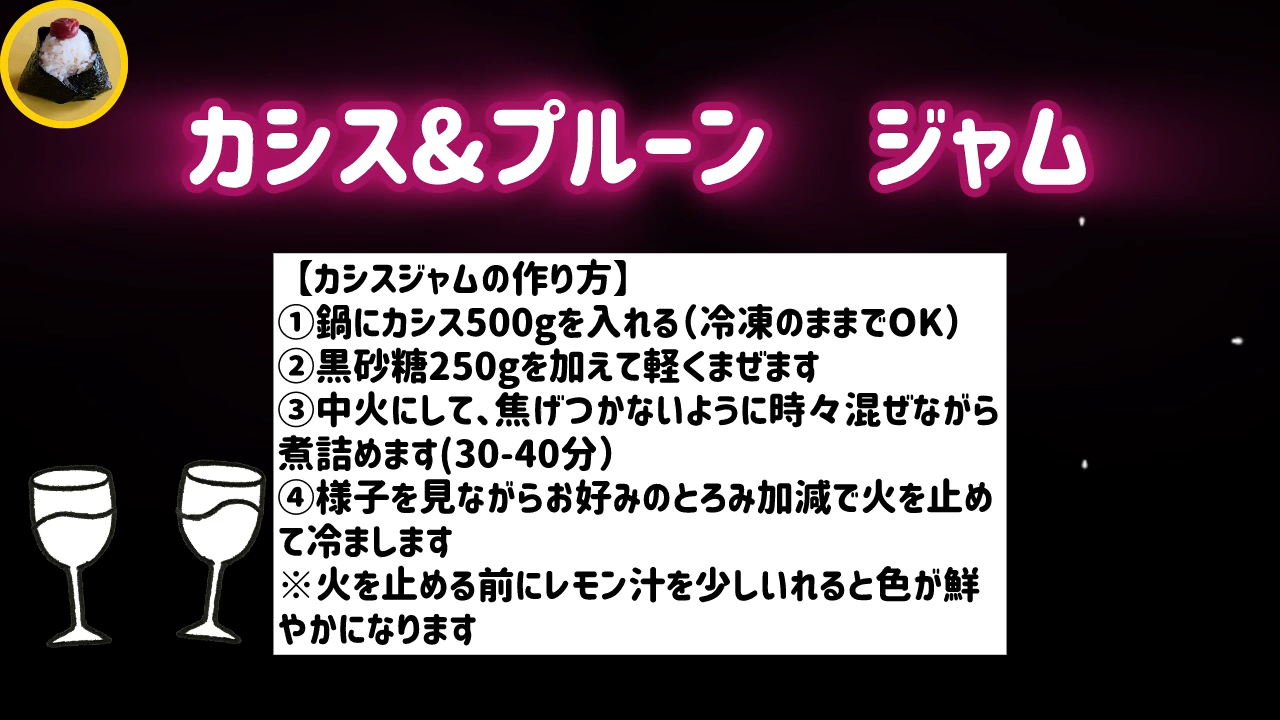 カシス&プルーン　ジャム
【カシスジャムの作り方】
①鍋にカシス500gを入れる（冷凍のままでOK）
②黒砂糖250gを加えて軽くまぜます
③中火にして、焦げつかないように時々混ぜながら
煮詰めます(30-40分）
④様子を見ながらお好みのとろみ加減で火を止め
て冷まします
※火を止める前にレモン汁を少しいれると色が鮮
やかになります